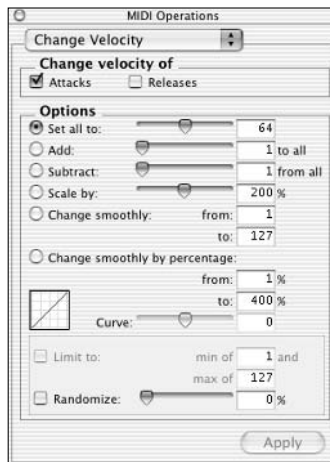 MIDI Operations
Change Velocity
Change velocity of
Attacks Releases
Options
Set all to: 64
Add: 1 to all
Subtract: 1 from all
Scale by: 200 %
Change smoothly: from: 1
to: 127
Change smoothly by percentage:
from: 1 %
to: 400 %
Curve: 0
Limit to: min of 1 and
max of 127
Randomize: 0 %
Apply